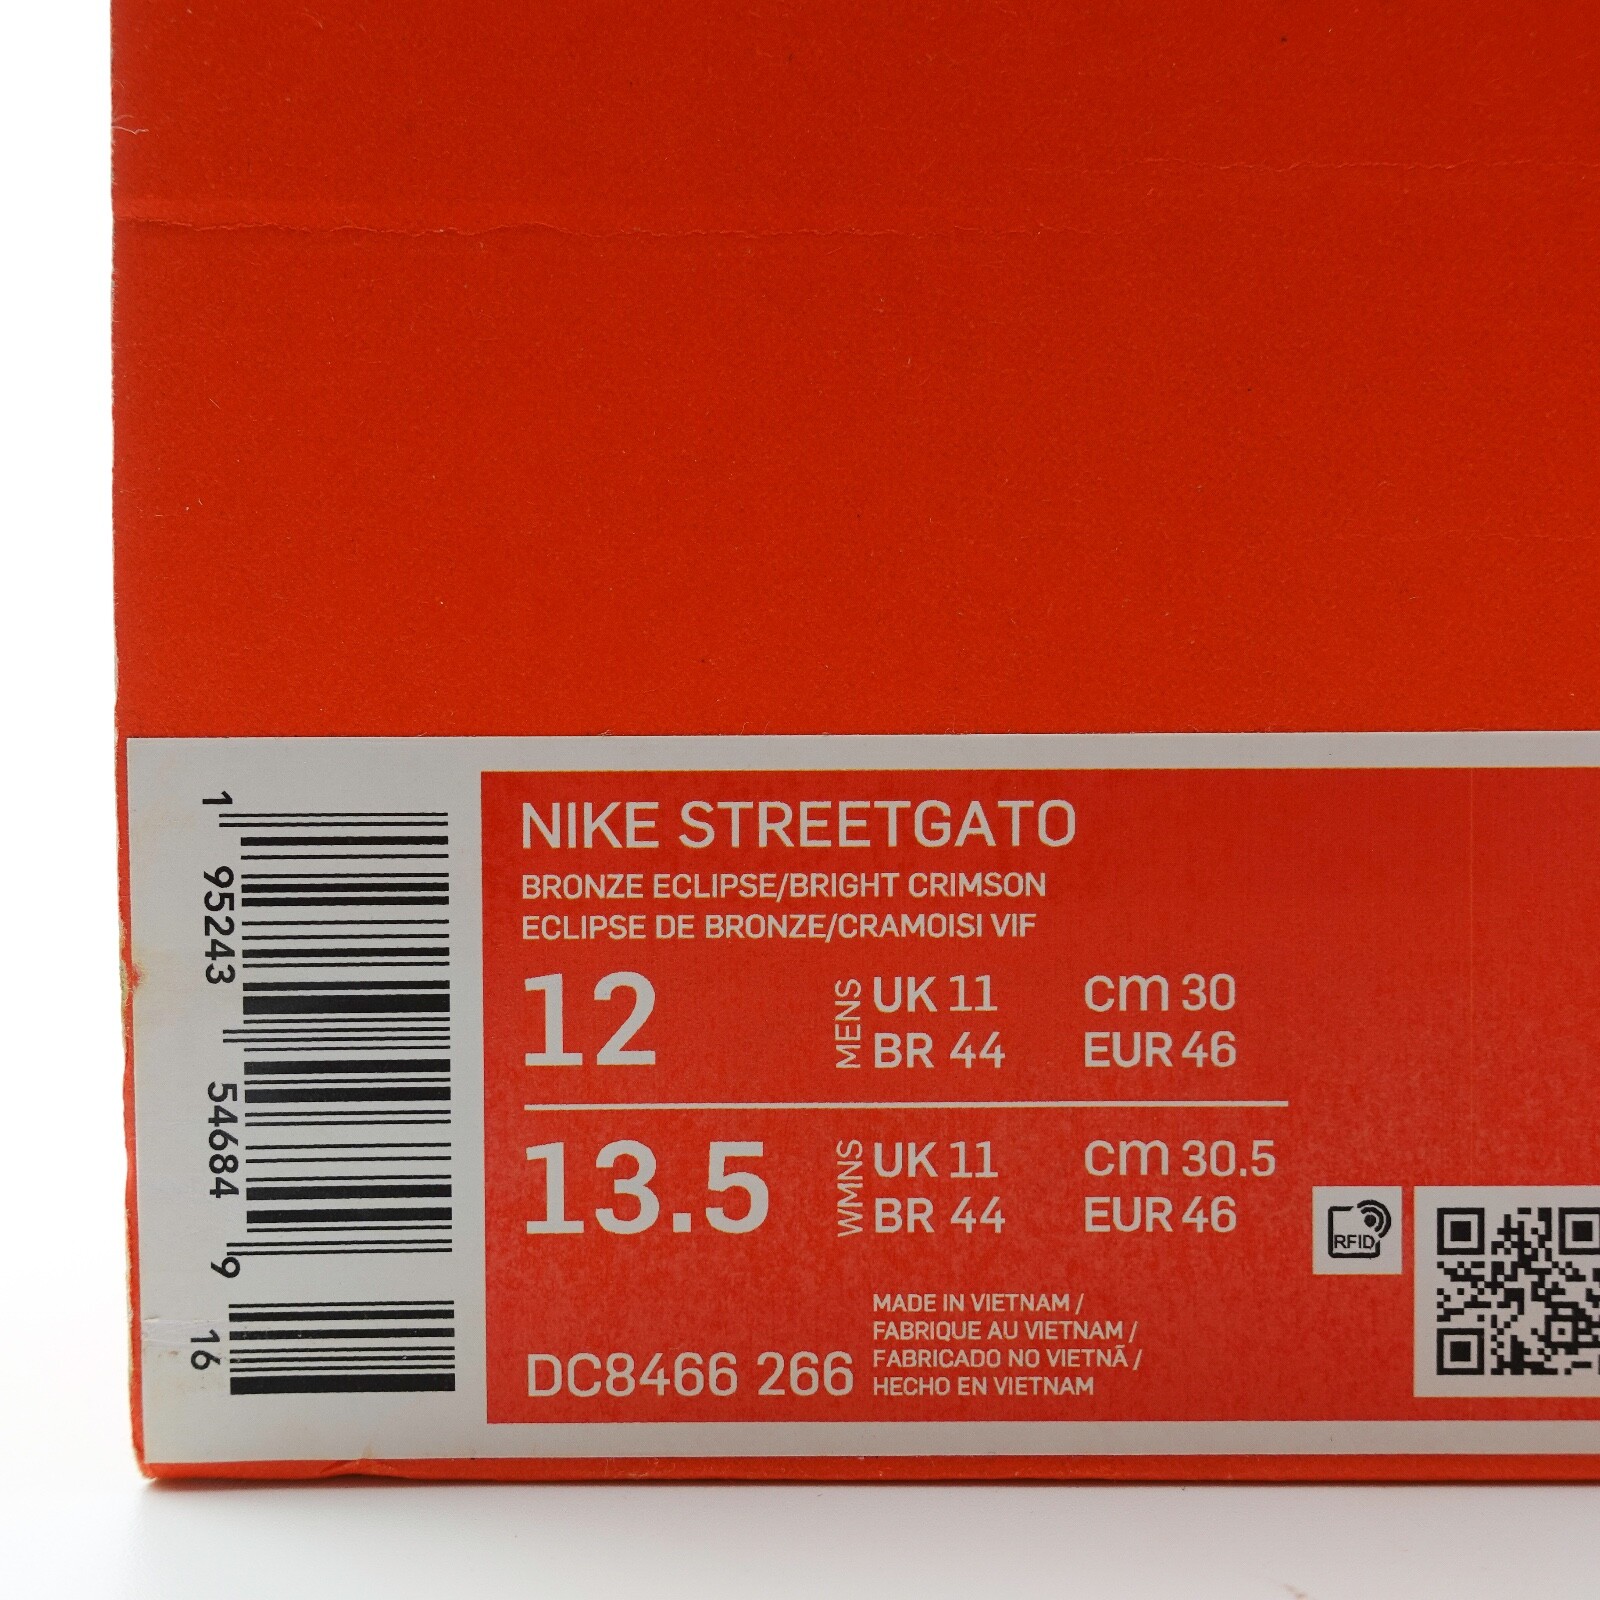 1
95243
54684
9
16
NIKE STREETGATO
BRONZE ECLIPSE/BRIGHT CRIMSON
ECLIPSE DE BRONZE/CRAMOISI VIF
12
MENS
UK 11
cm 30
BR 44
EUR 46
13.5
WMNS
UK 11
cm 30.5
BR 44
EUR 46
RFID
MADE IN VIETNAM /
FABRIQUE AU VIETNAM /
FABRICADO NO VIETNÃ /
HECHO EN VIETNAM
DC8466 266